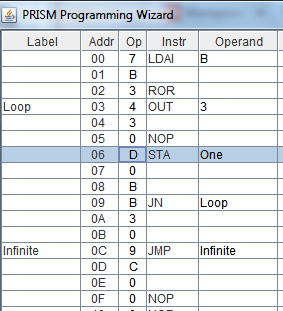 PRISM Programming Wizard
Label Addr Op Instr Operand
00 7 LDAI B
01 B
02 3 ROR
Loop 03 4 OUT 3
04 3
05 0 NOP
06 D STA One
07 0
08 B
09 B JN Loop
0A 3
0B 0
Infinite 0C 9 JMP Infinite
0D C
0E 0
0F 0 NOP